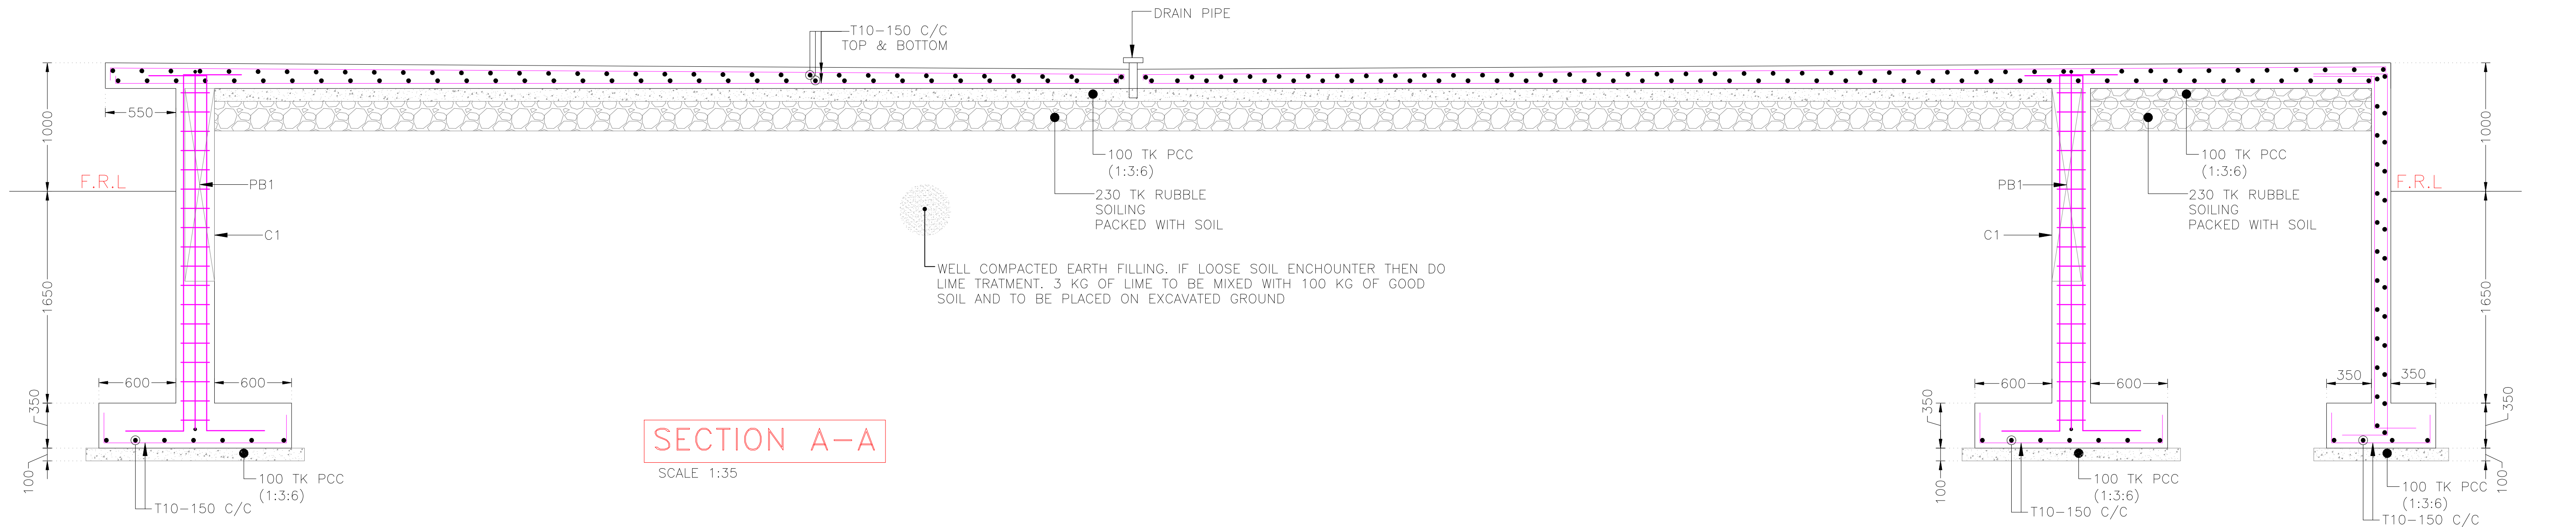 DRAIN PIPE
T10-150 C/C
TOP & BOTTOM
1000
550
100 TK PCC
(1:3:6)
230 TK RUBBLE
SOILING
PACKED WITH SOIL
100 TK PCC
(1:3:6)
230 TK RUBBLE
SOILING
PACKED WITH SOIL
1000
F.R.L
PB1
C1
PB1
C1
F.R.L
WELL COMPACTED EARTH FILLING. IF LOOSE SOIL ENCHOUNTER THEN DO
LIME TRATMENT. 3 KG OF LIME TO BE MIXED WITH 100 KG OF GOOD
SOIL AND TO BE PLACED ON EXCAVATED GROUND
1650
1650
600
600
600
600
350
350
350
350
350
SECTION A-A
SCALE 1:35
100
100 TK PCC
(1:3:6)
T10-150 C/C
100
100 TK PCC
(1:3:6)
T10-150 C/C
100
100 TK PCC
(1:3:6)
T10-150 C/C